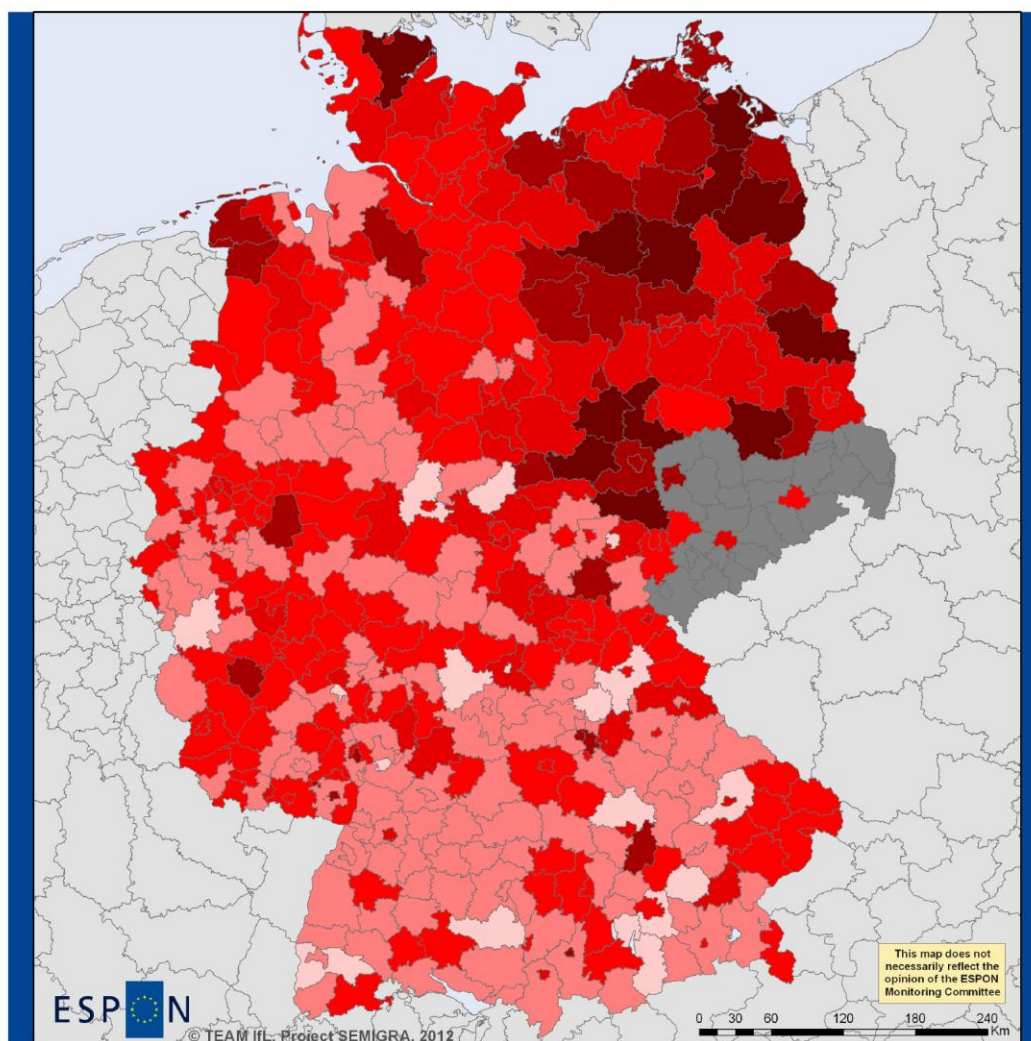 This map does not
necessarily reflect the
opinion of the ESPON
Monitoring Committee
ESPON
© TEAM IfL, Project SEMIGRA, 2012
0 30 60 120 180 240
Km